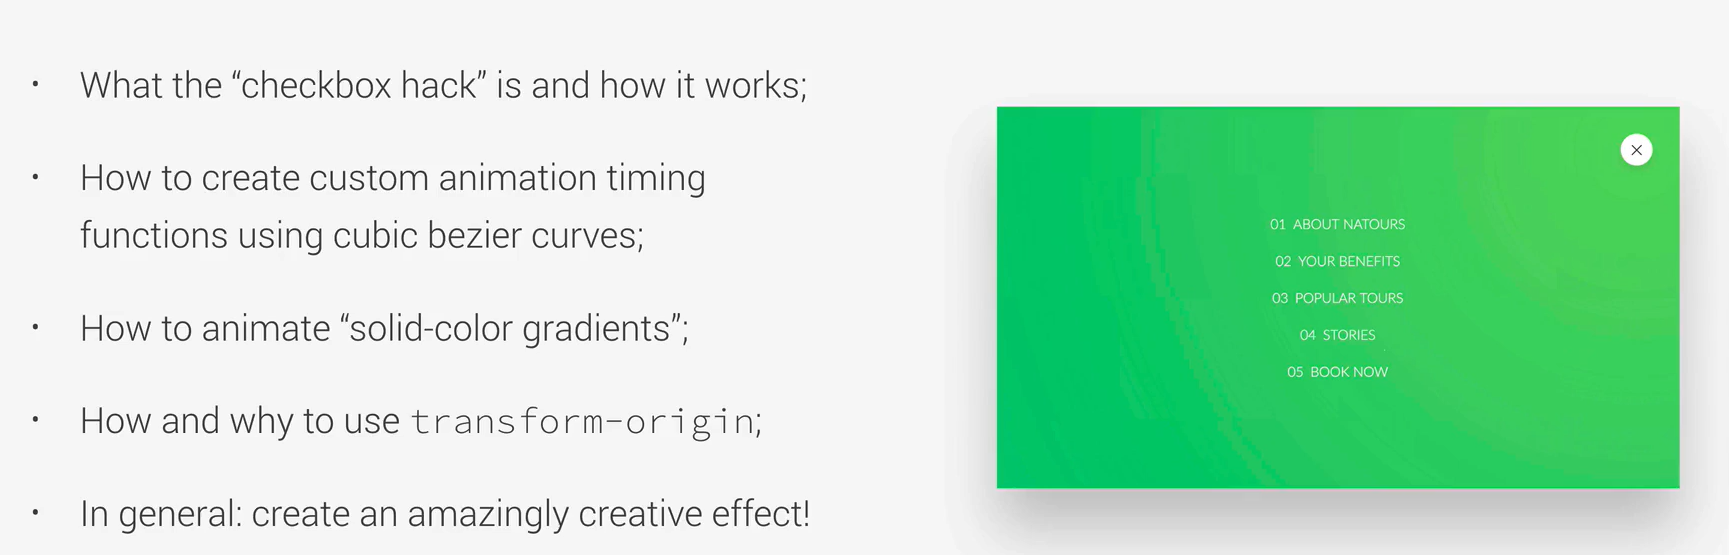 • What the “checkbox hack” is and how it works;
• How to create custom animation timing
functions using cubic bezier curves;
• How to animate “solid-color gradients”;
• How and why to use transform-origin;
• In general: create an amazingly creative effect!
01 ABOUT NATOURS
02 YOUR BENEFITS
03 POPULAR TOURS
04 STORIES
05 BOOK NOW